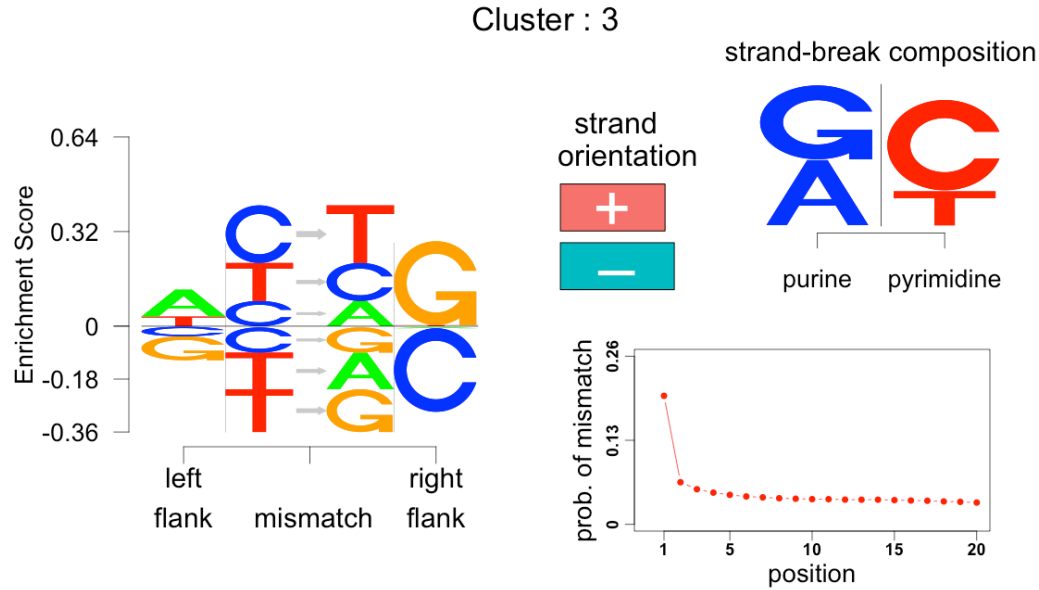 Cluster : 3
strand-break composition
G C
A T
purine pyrimidine
strand
orientation
+
–
Enrichment Score
0.64
0.32
0
-0.18
-0.36
A T C G
C T
T C
C A
C G
T A
T G
G C
left
flank
mismatch
right
flank
prob. of mismatch
0.26
0.13
0
1 5 10 15 20
position